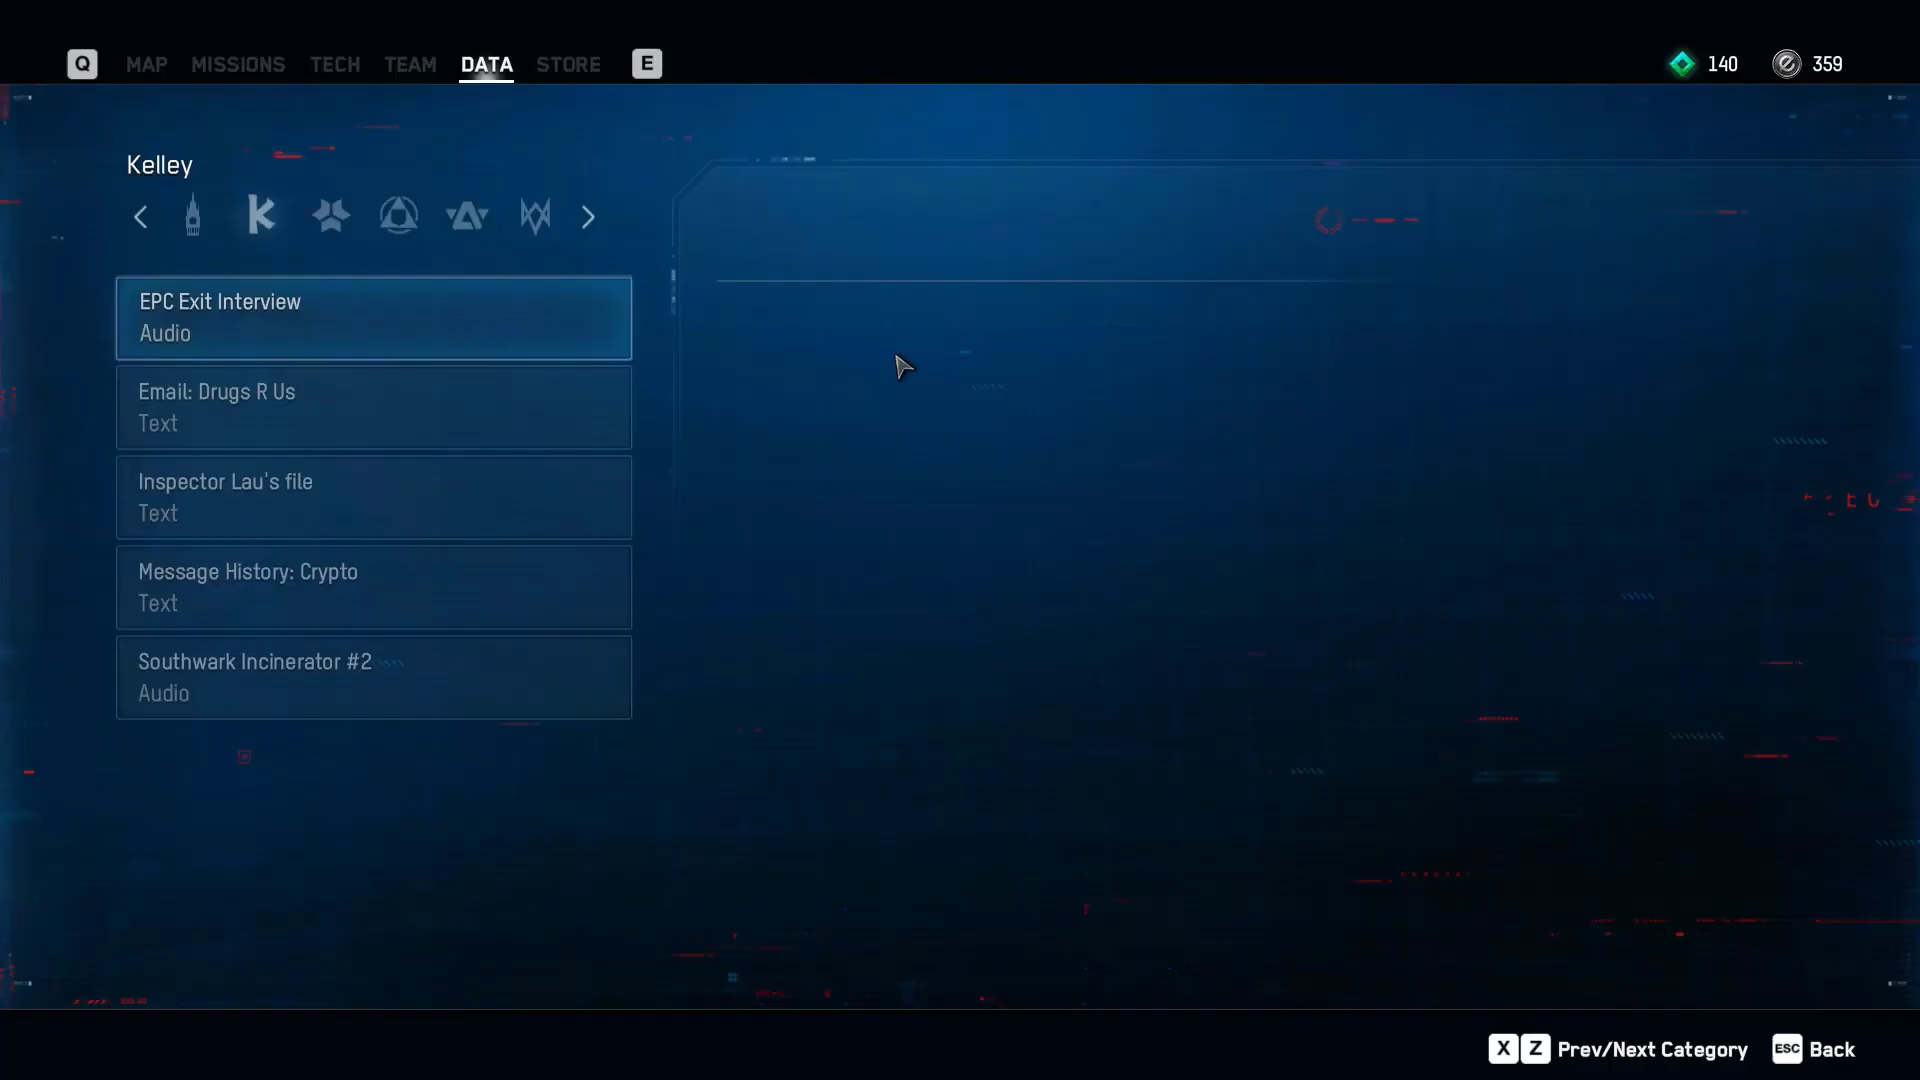 Q MAP MISSIONS TECH TEAM DATA STORE E 140 359
Kelley
EPC Exit Interview
Audio
Email: Drugs R Us
Text
Inspector Lau's file
Text
Message History: Crypto
Text
Southwark Incinerator #2
Audio
X Z Prev/Next Category ESC Back